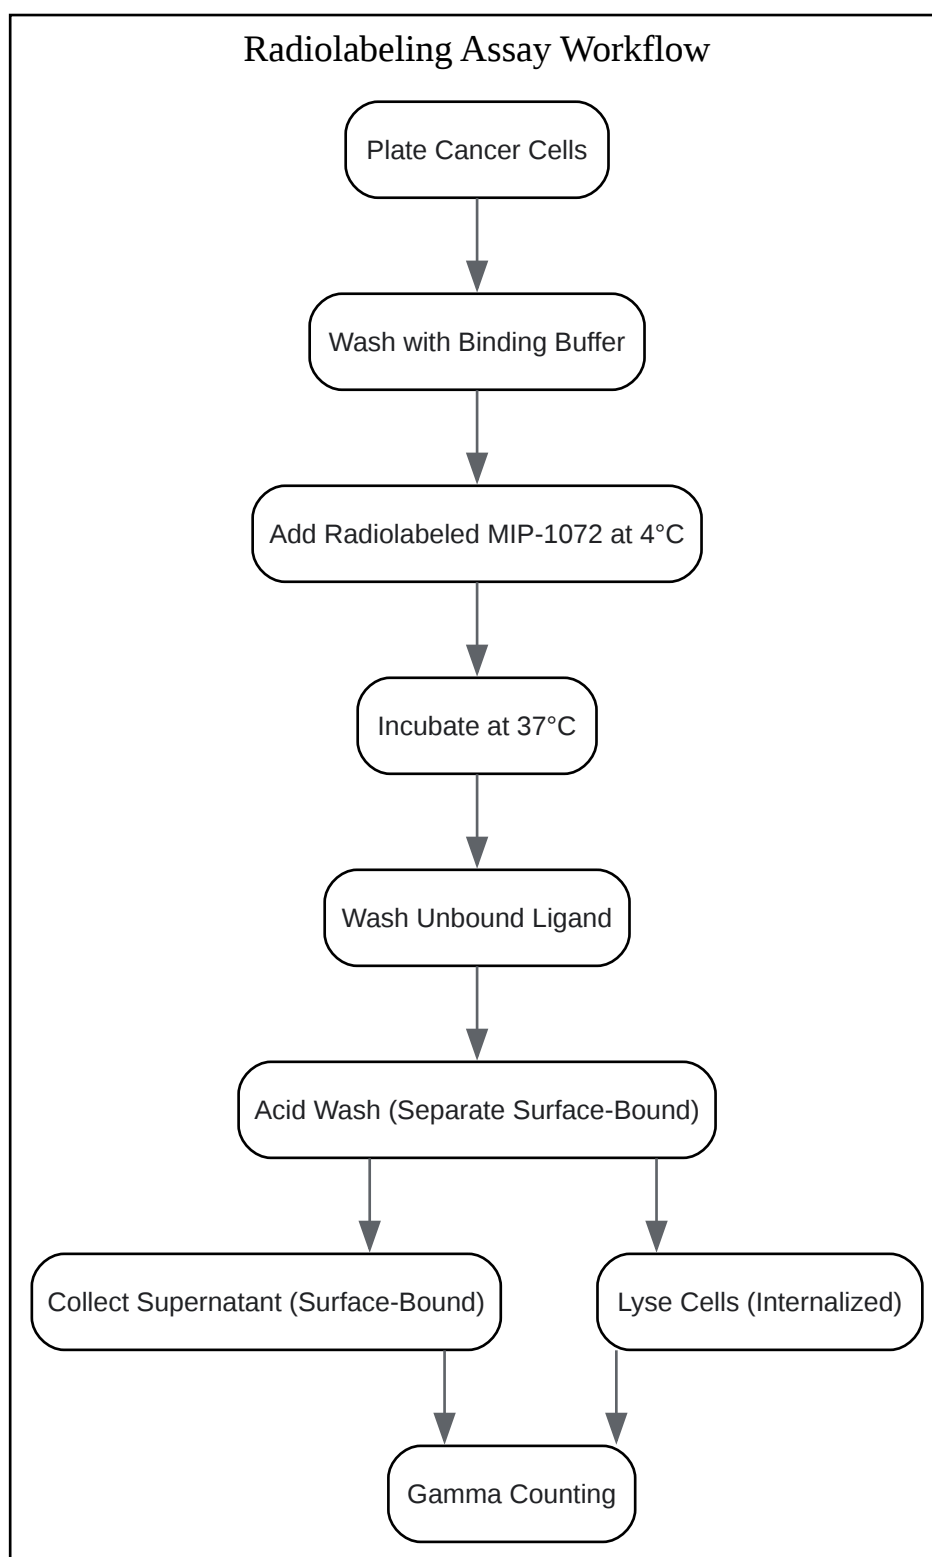 Radiolabeling Assay Workflow
Plate Cancer Cells
Wash with Binding Buffer
Add Radiolabeled MIP-1072 at 4°C
Incubate at 37°C
Wash Unbound Ligand
Acid Wash (Separate Surface-Bound)
Collect Supernatant (Surface-Bound)
Lyse Cells (Internalized)
Gamma Counting